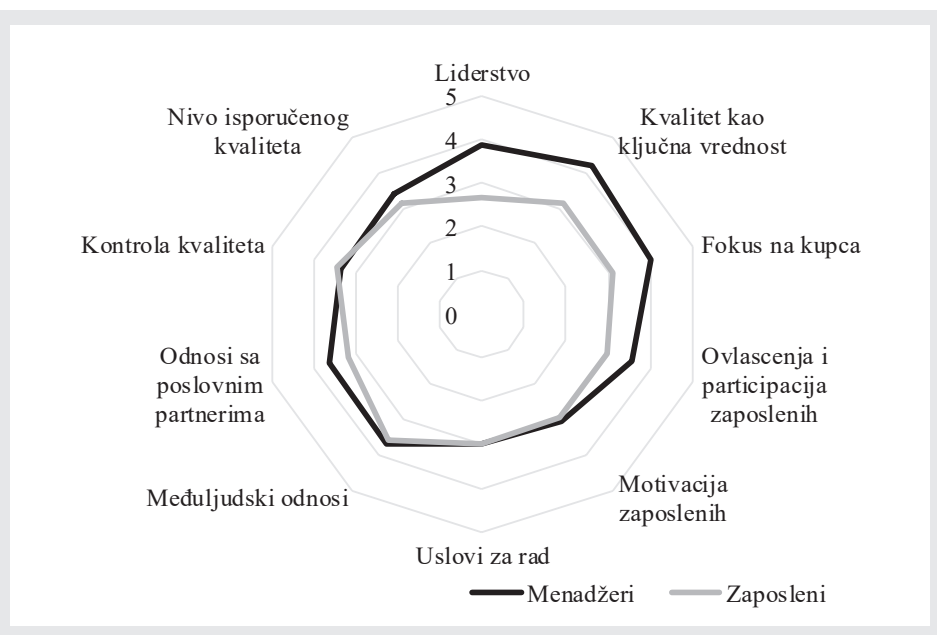 Liderstvo
5
4
3
2
1
0
Kvalitet kao
ključna vrednost
Fokus na kupca
Ovlascenja i
participacija
zaposlenih
Motivacija
zaposlenih
Uslovi za rad
Međuljudski odnosi
Odnosi sa
poslovnim
partnerima
Kontrola kvaliteta
Nivo isporučenog
kvaliteta
Menadžeri
Zaposleni